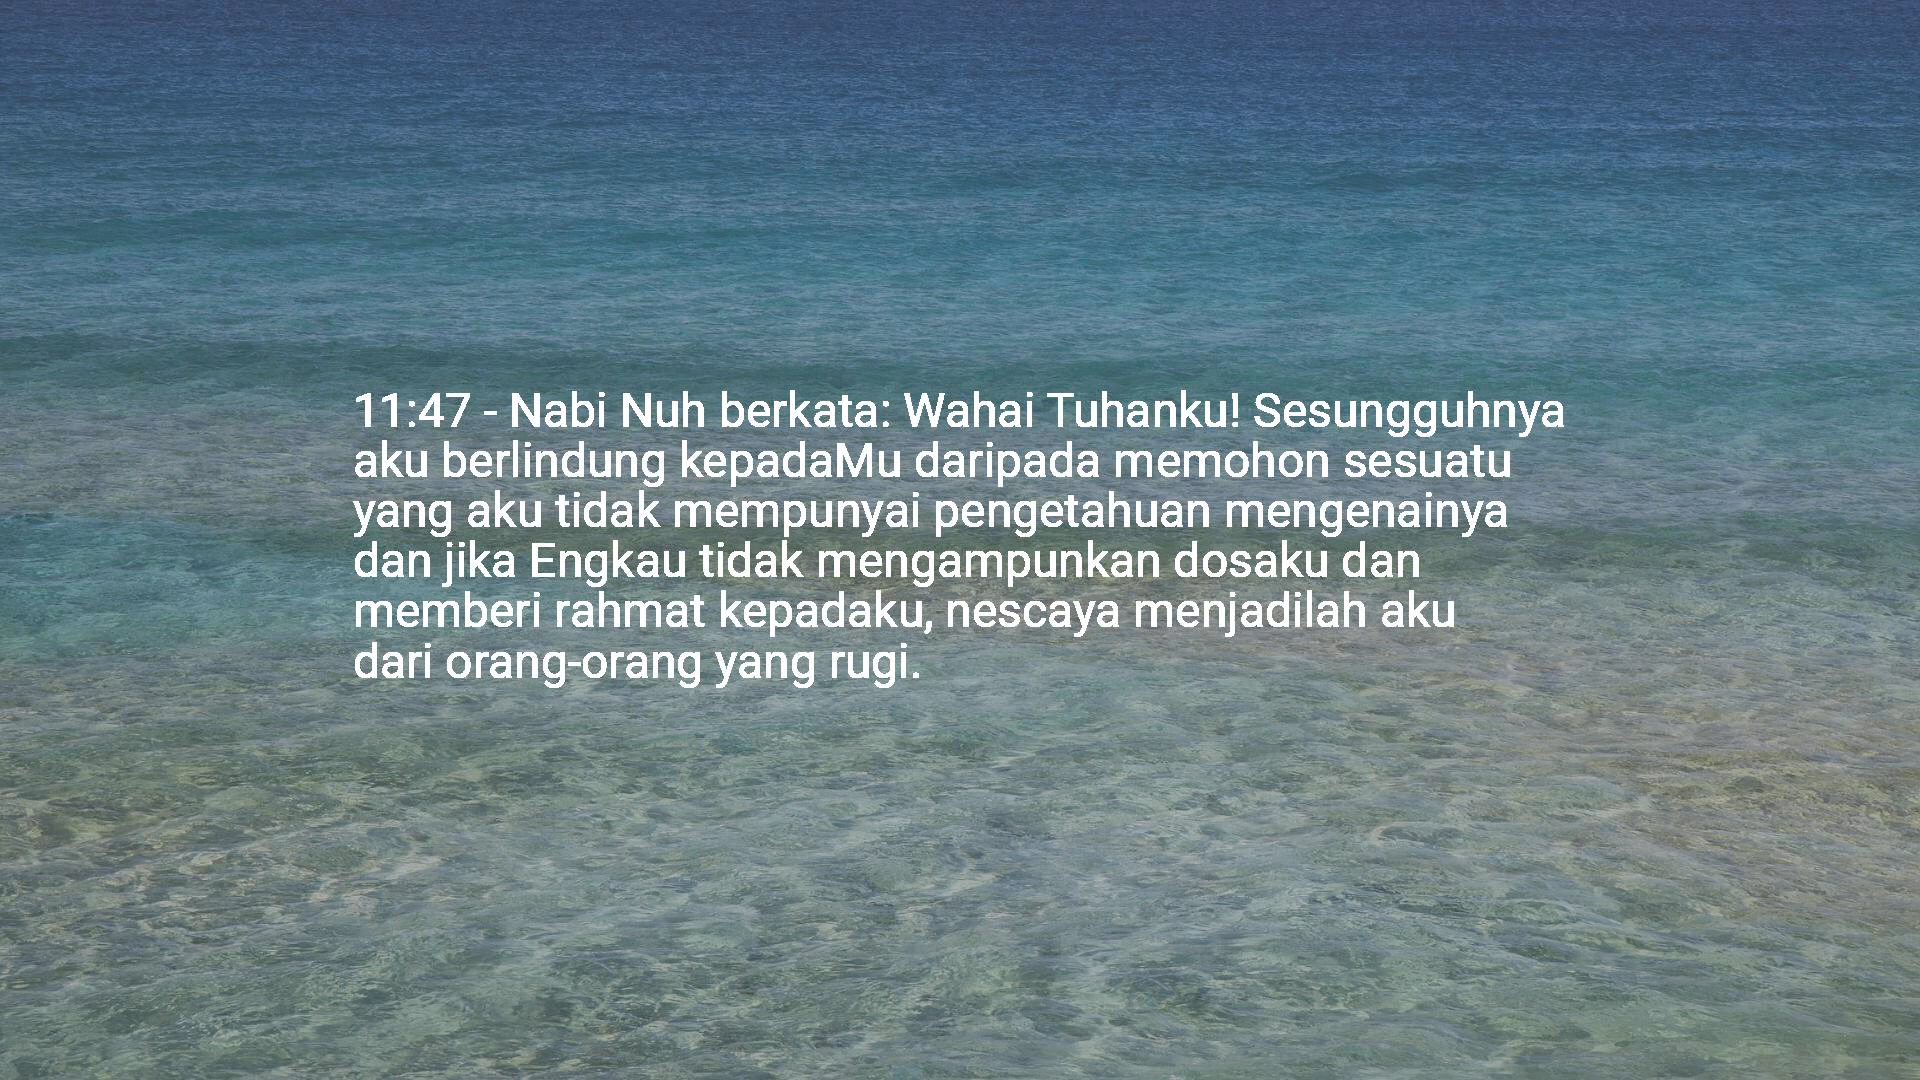 11:47 - Nabi Nuh berkata: Wahai Tuhanku! Sesungguhnya
aku berlindung kepadaMu daripada memohon sesuatu
yang aku tidak mempunyai pengetahuan mengenainya
dan jika Engkau tidak mengampunkan dosaku dan
memberi rahmat kepadaku, nescaya menjadilah aku
dari orang-orang yang rugi.